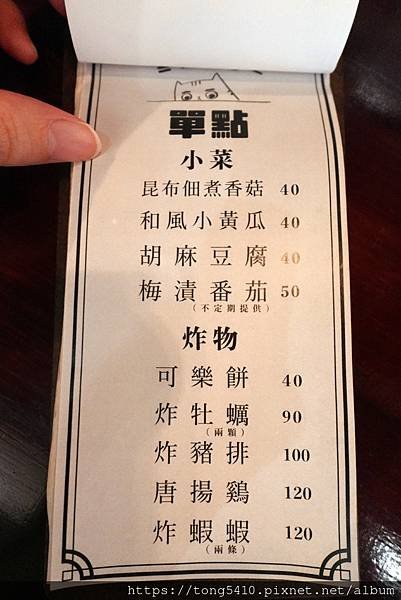 單點
小菜
昆布佃煮香菇 40
和風小黃瓜 40
胡麻豆腐 40
梅漬番茄 50
(不定期提供)
炸物
可樂餅 40
炸牡蠣 90
(兩顆)
炸豬排 100
唐揚鷄 120
炸蝦蝦 120
(兩條)
https://tong5410.pixnet.net/album